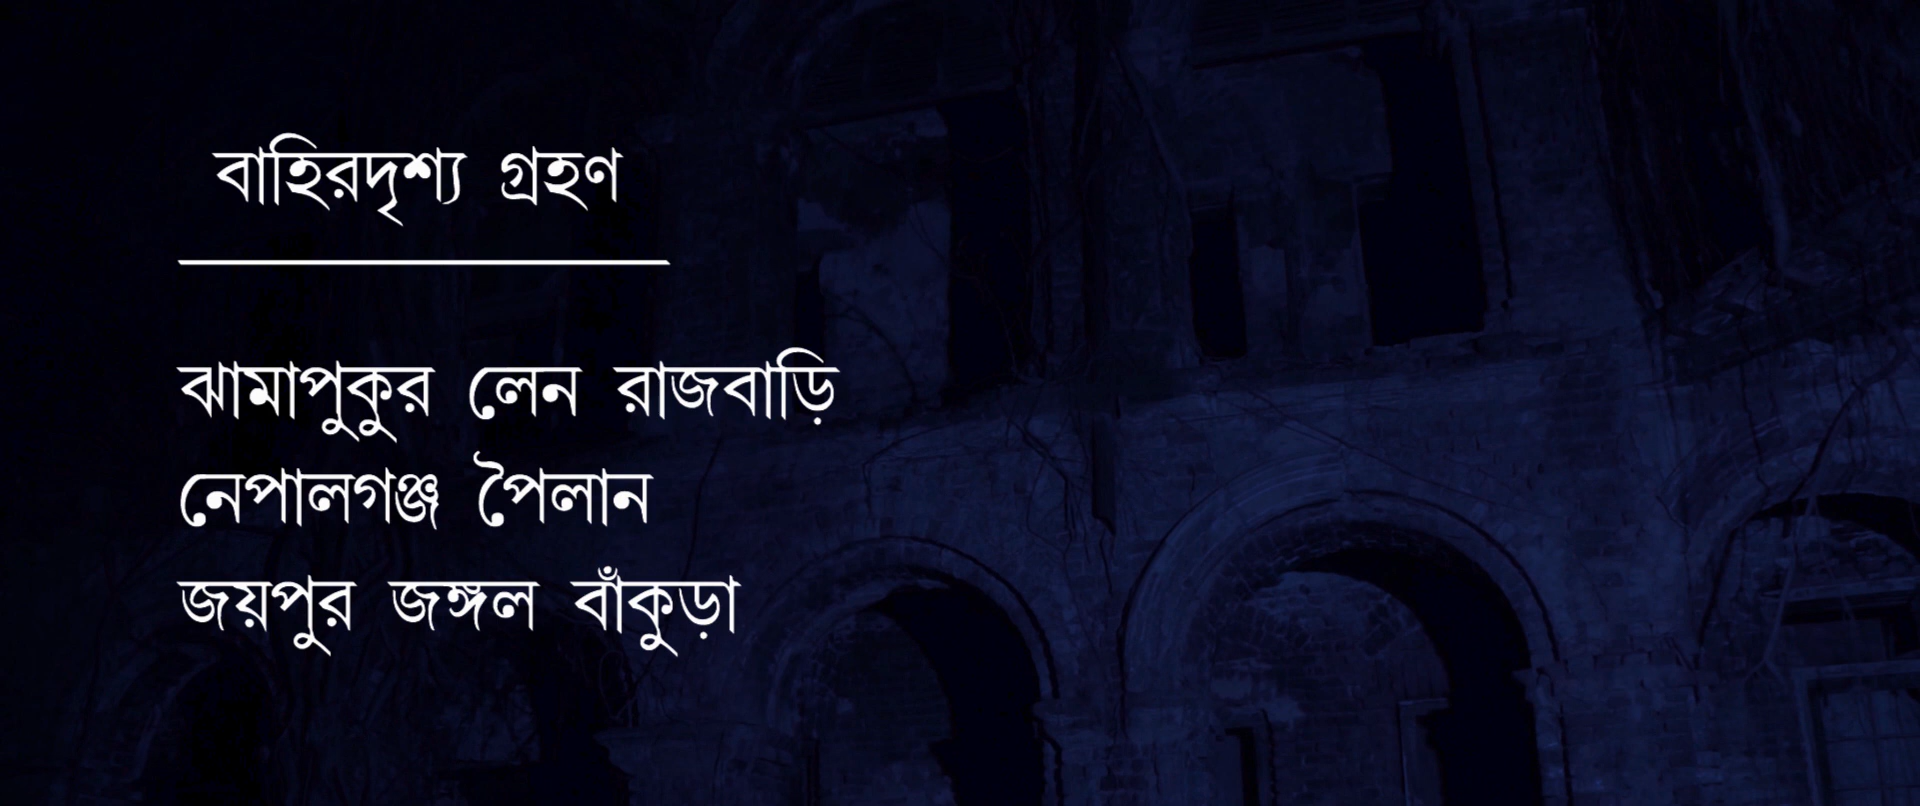 বাহিরদৃশ্য গ্রহণ
ঝামাপুকুর লেন রাজবাড়ি
নেপালগঞ্জ পৈলান
জয়পুর জঙ্গল বাঁকুড়া